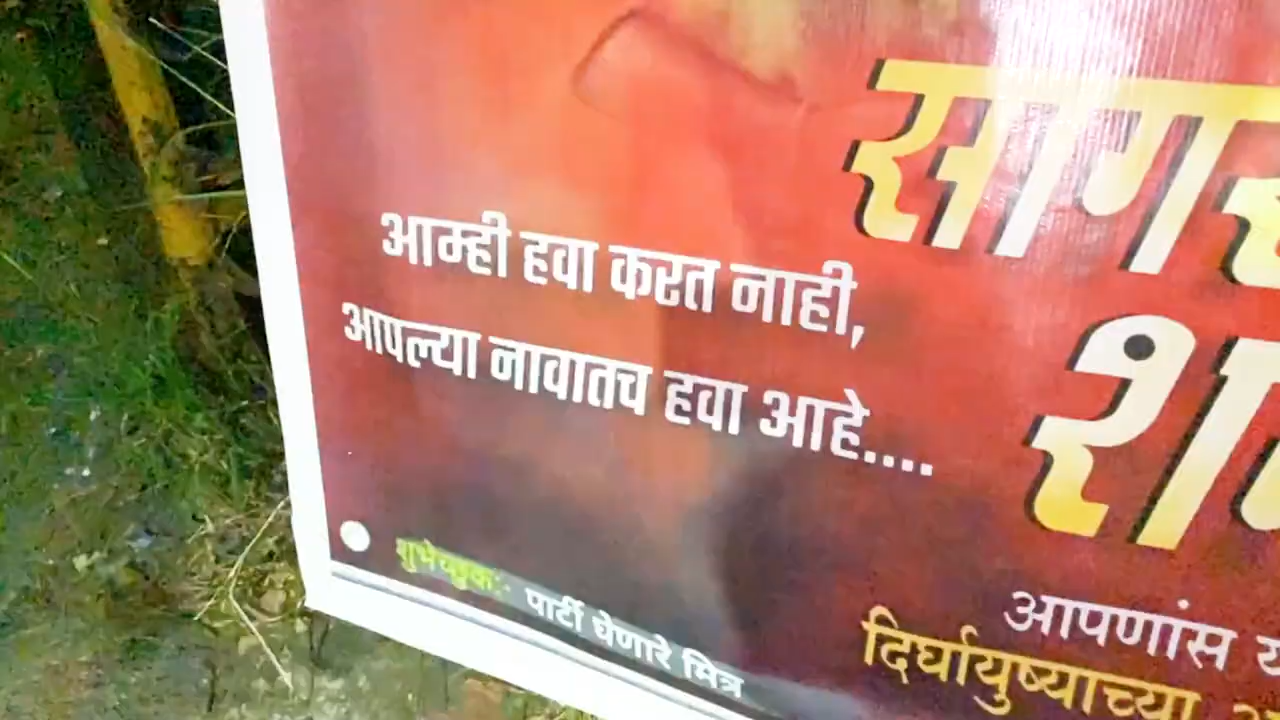 आम्ही हवा करत नाही,
आपल्या नावातच हवा आहे....
शुभेच्छुक:- पार्टी घेणारे मित्र
आपणांस
दिर्घायुष्याच्या